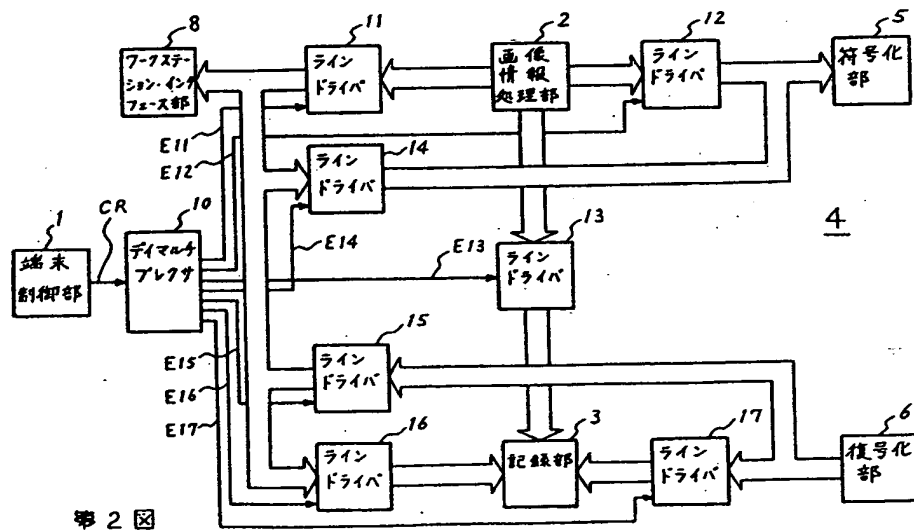 8
ワークステー
ション・インタ
フェース部
11
ライン
ドライバ
2
画像
情報
処理部
12
ライン
ドライバ
5
符号化
部
E11
E12
14
ライン
ドライバ
E14
1
端末
制御部
CR
10
デイマルチ
プレクサ
E13
13
ライン
ドライバ
4
E15
E16
E17
15
ライン
ドライバ
16
ライン
ドライバ
3
記録部
17
ライン
ドライバ
6
復号化
部
第2図